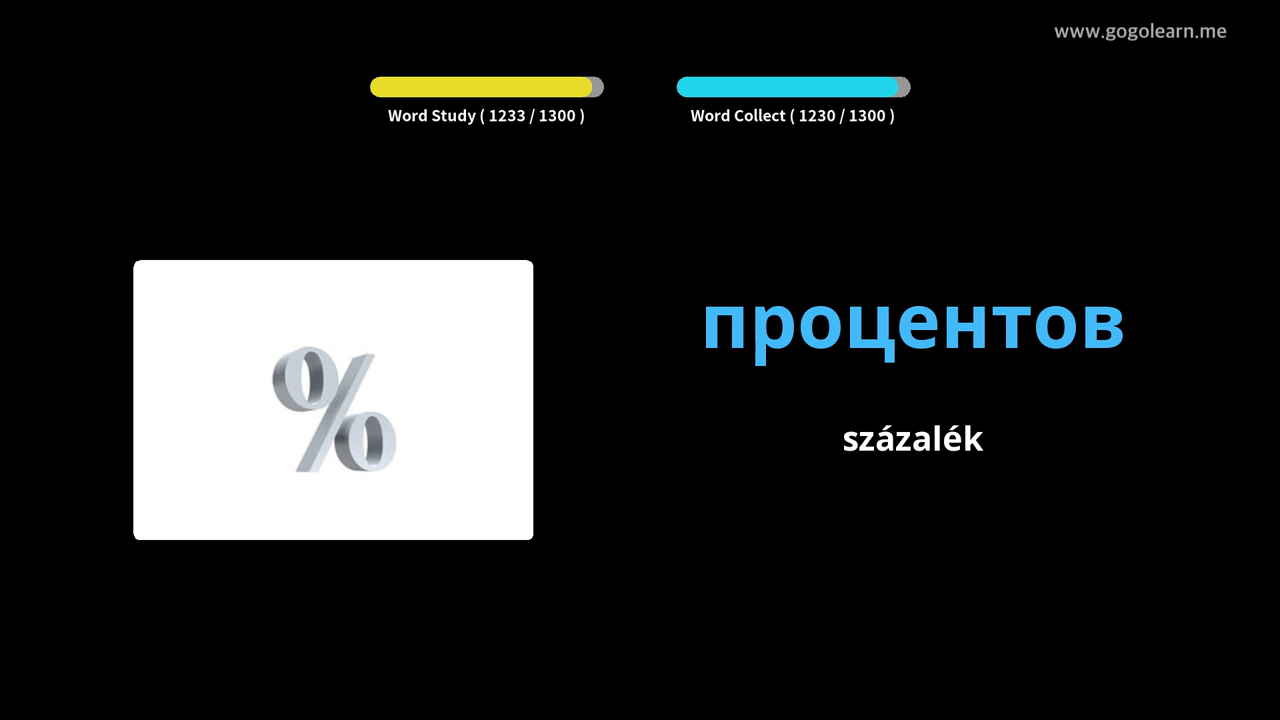 www.gogolearn.me
Word Study ( 1233 / 1300 )
Word Collect ( 1230 / 1300 )
%
процентов
százalék